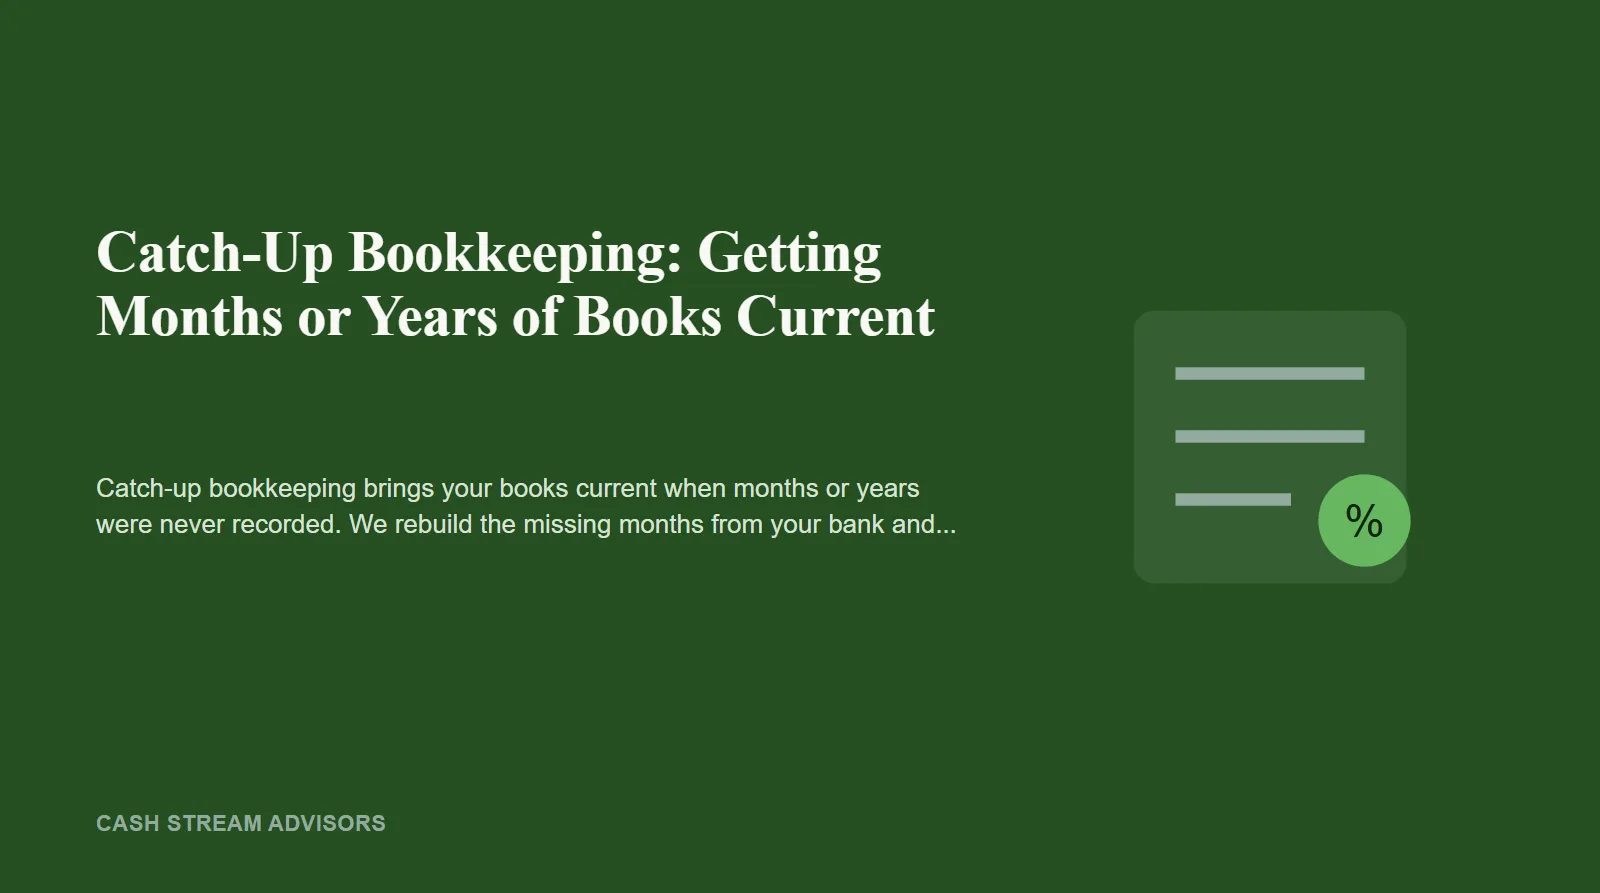 Catch-Up Bookkeeping: Getting
Months or Years of Books Current
Catch-up bookkeeping brings your books current when months or years
were never recorded. We rebuild the missing months from your bank and...
%
CASH STREAM ADVISORS